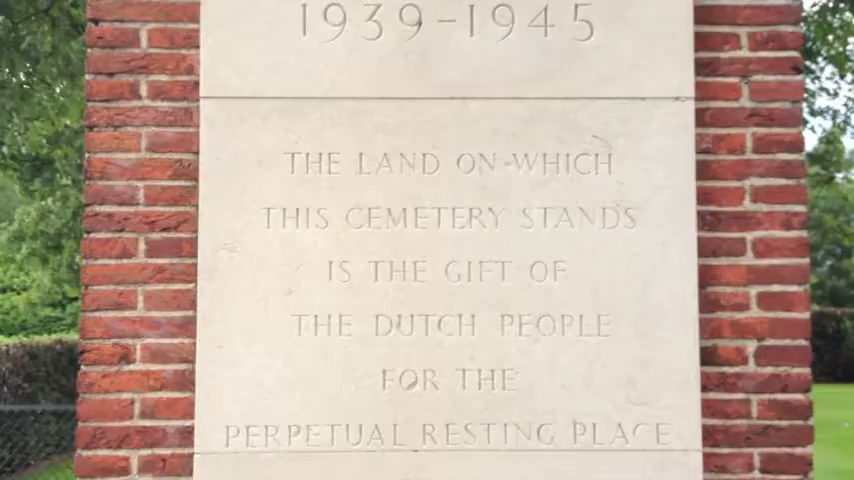 1939-1945
THE LAND ON WHICH
THIS CEMETERY STANDS
IS THE GIFT OF
THE DUTCH PEOPLE
FOR THE
PERPETUAL RESTING PLACE